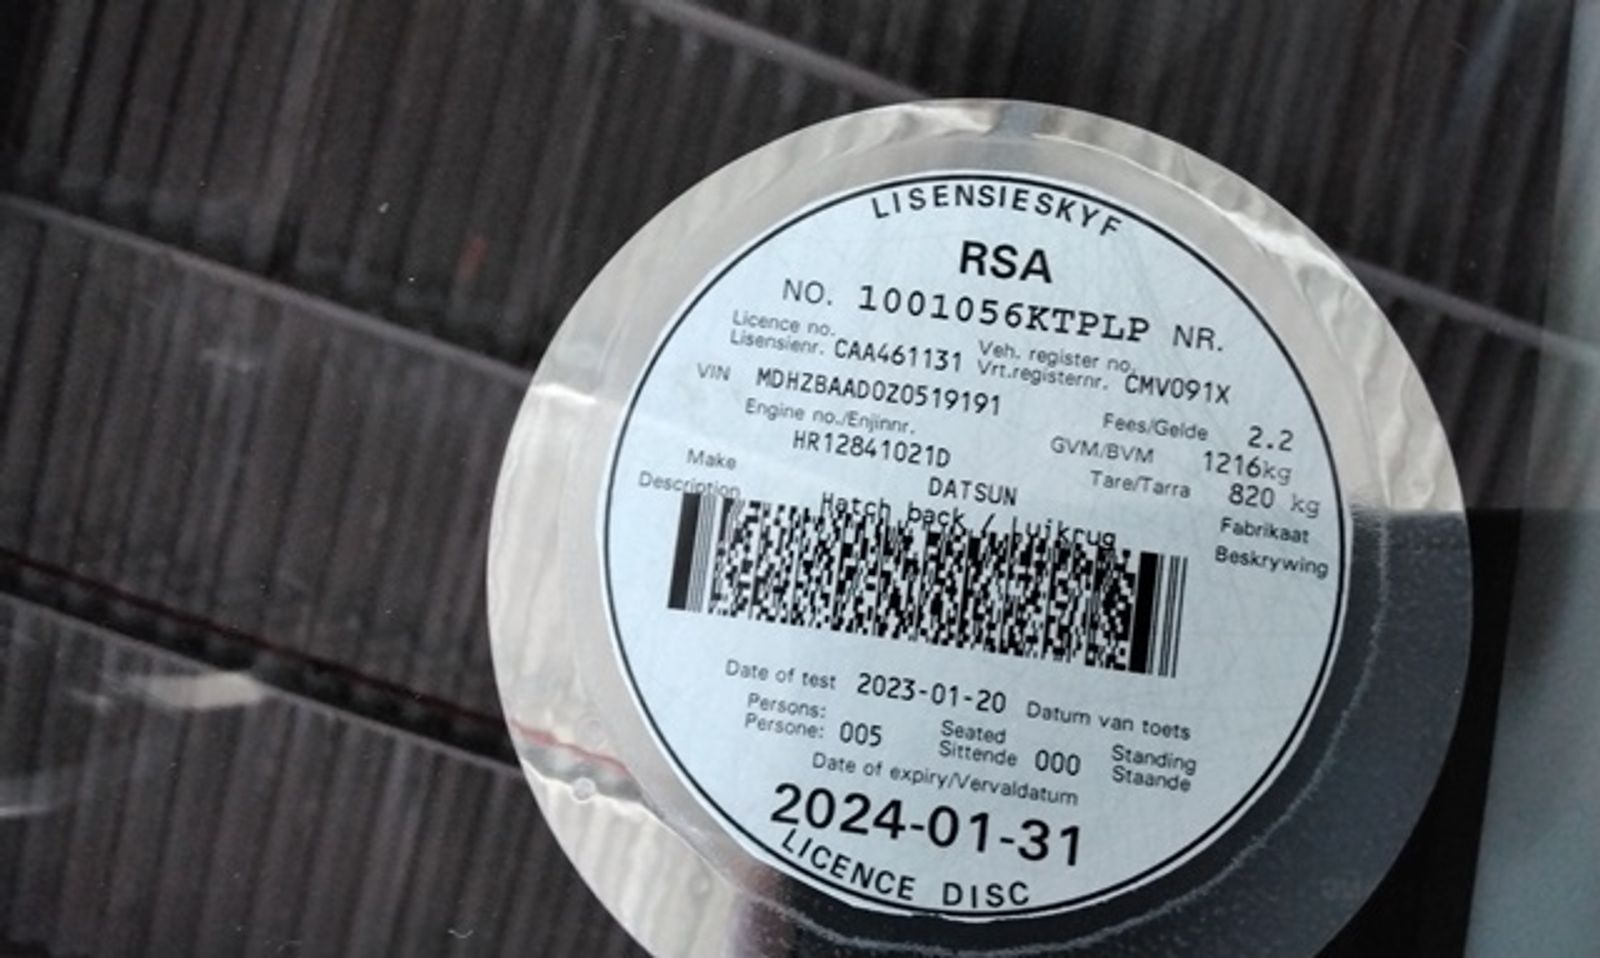 LISENSIESKYF
RSA
NO. 1001056KTPLP NR.
Licence no. Veh. register no.
Lisensienr. CAA461131 Vrt.registernr. CMV091X
VIN MDHZBAAD0Z0519191
Engine no./Enjinnr. Fees/Gelde 2.2
HR12841021D GVM/BVM 1216kg
Make DATSUN Tare/Tarra 820 kg
Description Hatch back / Luikrug Fabrikaat
Beskrywing
Date of test 2023-01-20 Datum van toets
Persons: Seated Standing
Persone: 005 Sittende 000 Staande
Date of expiry/Vervaldatum
2024-01-31
LICENCE DISC